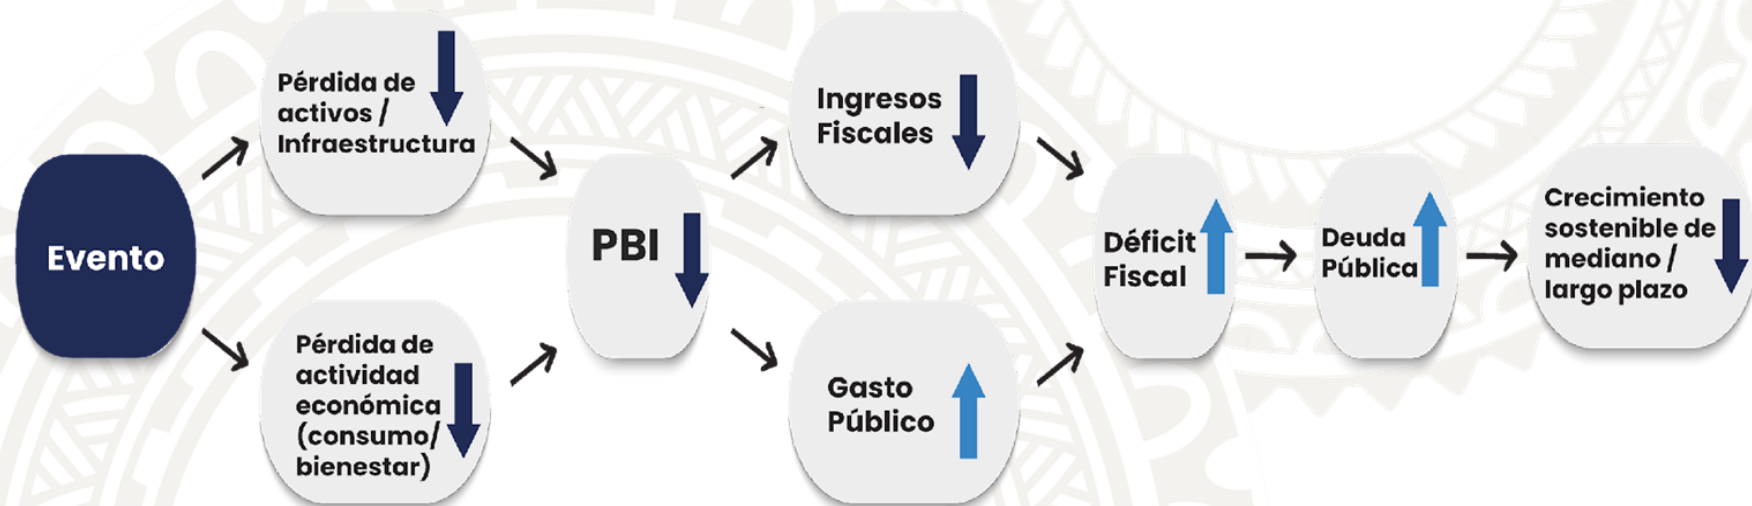 Evento
Pérdida de
activos /
Infraestructura
Pérdida de
actividad
económica
(consumo/
bienestar)
PBI
Ingresos
Fiscales
Gasto
Público
Déficit
Fiscal
Deuda
Pública
Crecimiento
sostenible de
mediano /
largo plazo